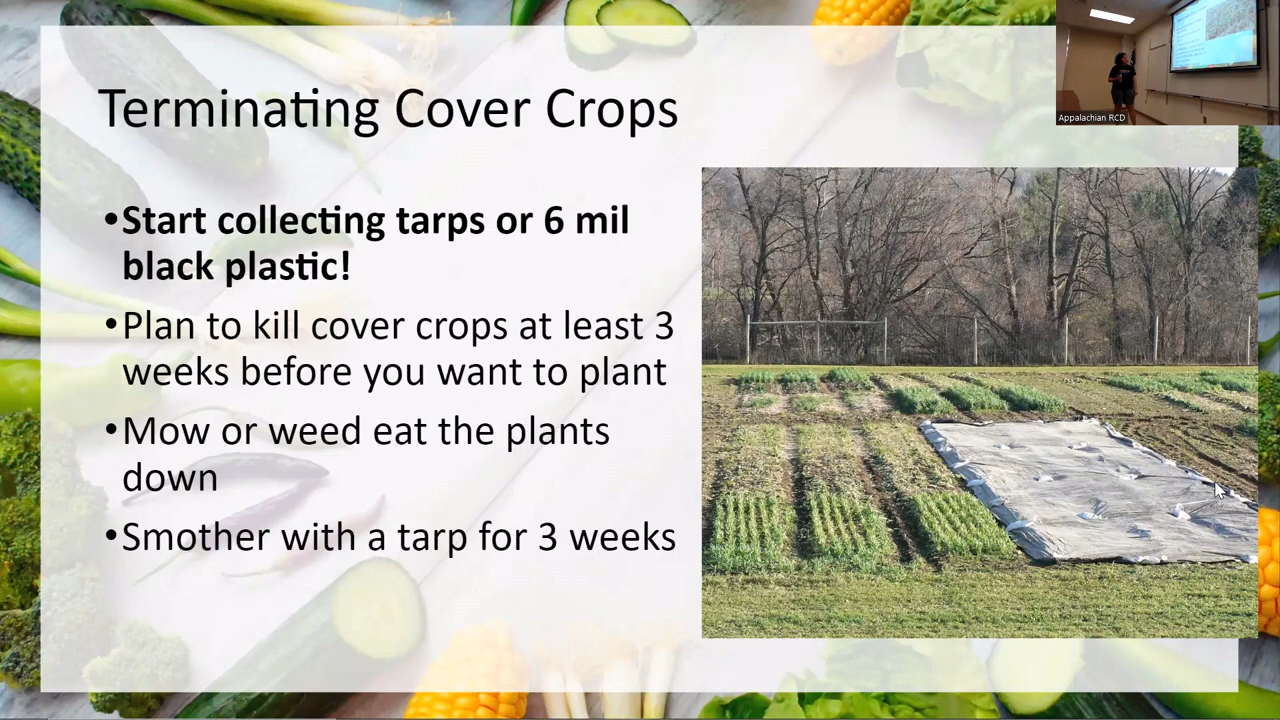 Terminating Cover Crops
•Start collecting tarps or 6 mil
black plastic!
•Plan to kill cover crops at least 3
weeks before you want to plant
•Mow or weed eat the plants
down
•Smother with a tarp for 3 weeks
Appalachian RCD